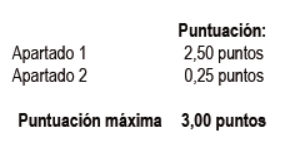 Puntuación:
Apartado 1 2,50 puntos
Apartado 2 0,25 puntos
Puntuación máxima 3,00 puntos